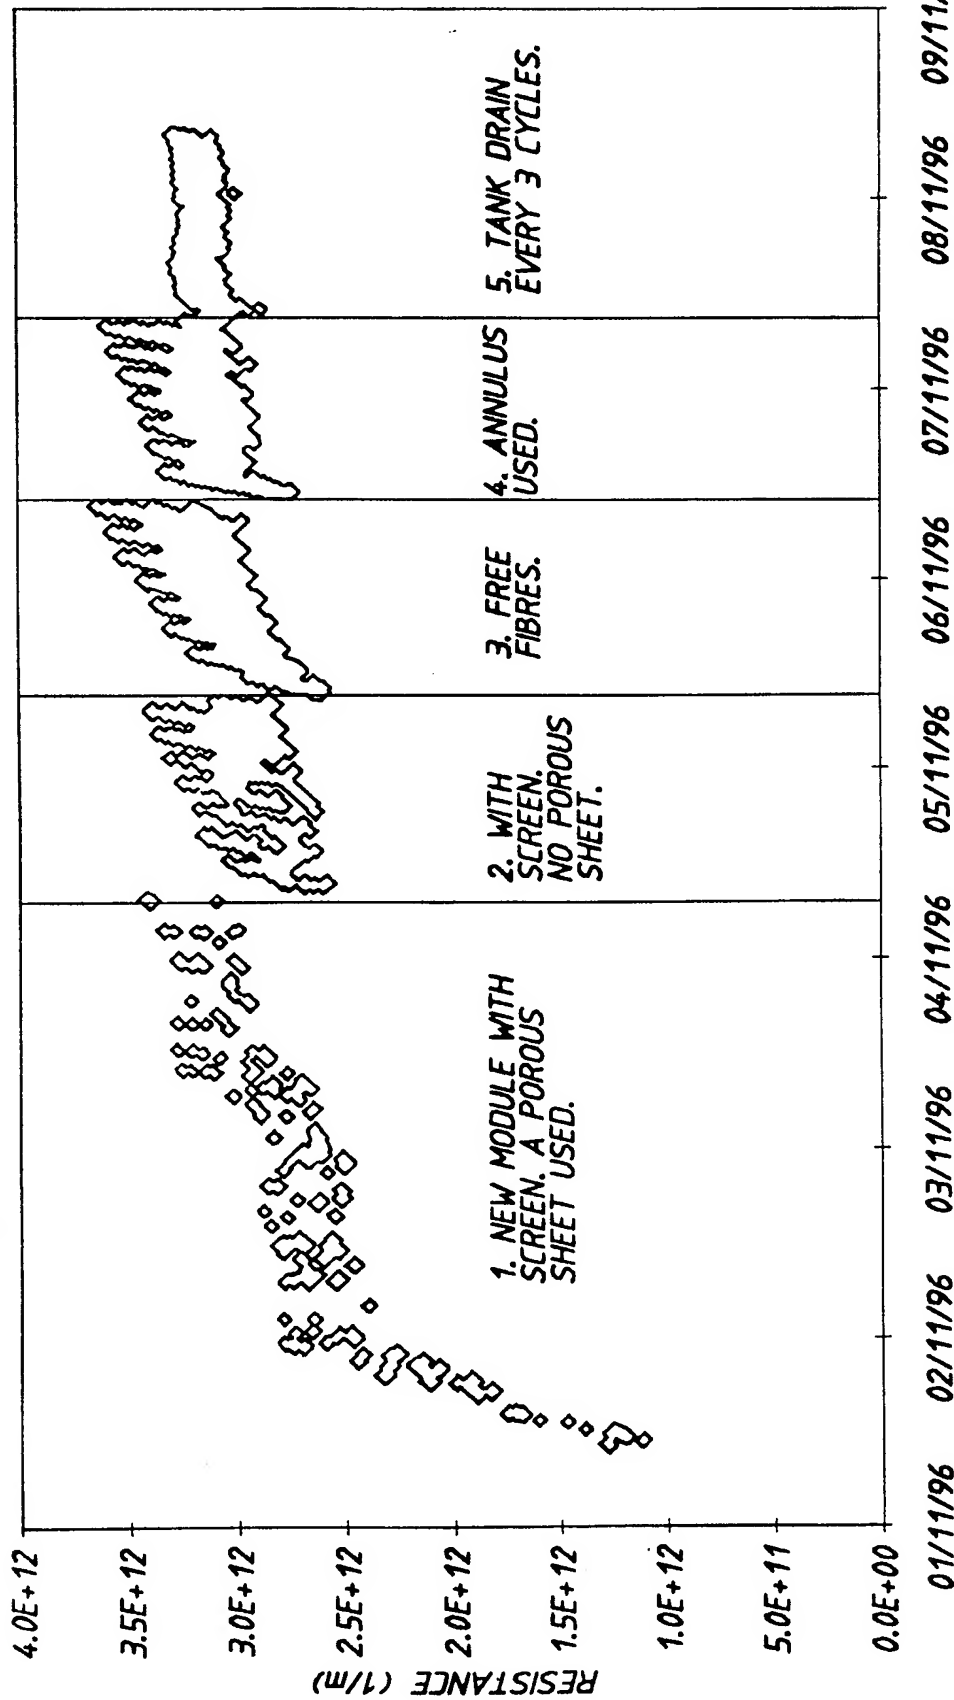 4.0E+12
3.5E+12
3.0E+12
2.5E+12
2.0E+12
1.5E+12
1.0E+12
5.0E+11
0.0E+00
RESISTANCE (1/m)
1. NEW MODULE WITH
SCREEN. A POROUS
SHEET USED.
2. WITH
SCREEN.
NO POROUS
SHEET.
3. FREE
FIBRES.
4. ANNULUS
USED.
5. TANK DRAIN
EVERY 3 CYCLES.
01/11/96
02/11/96
03/11/96
04/11/96
05/11/96
06/11/96
07/11/96
08/11/96
09/11/